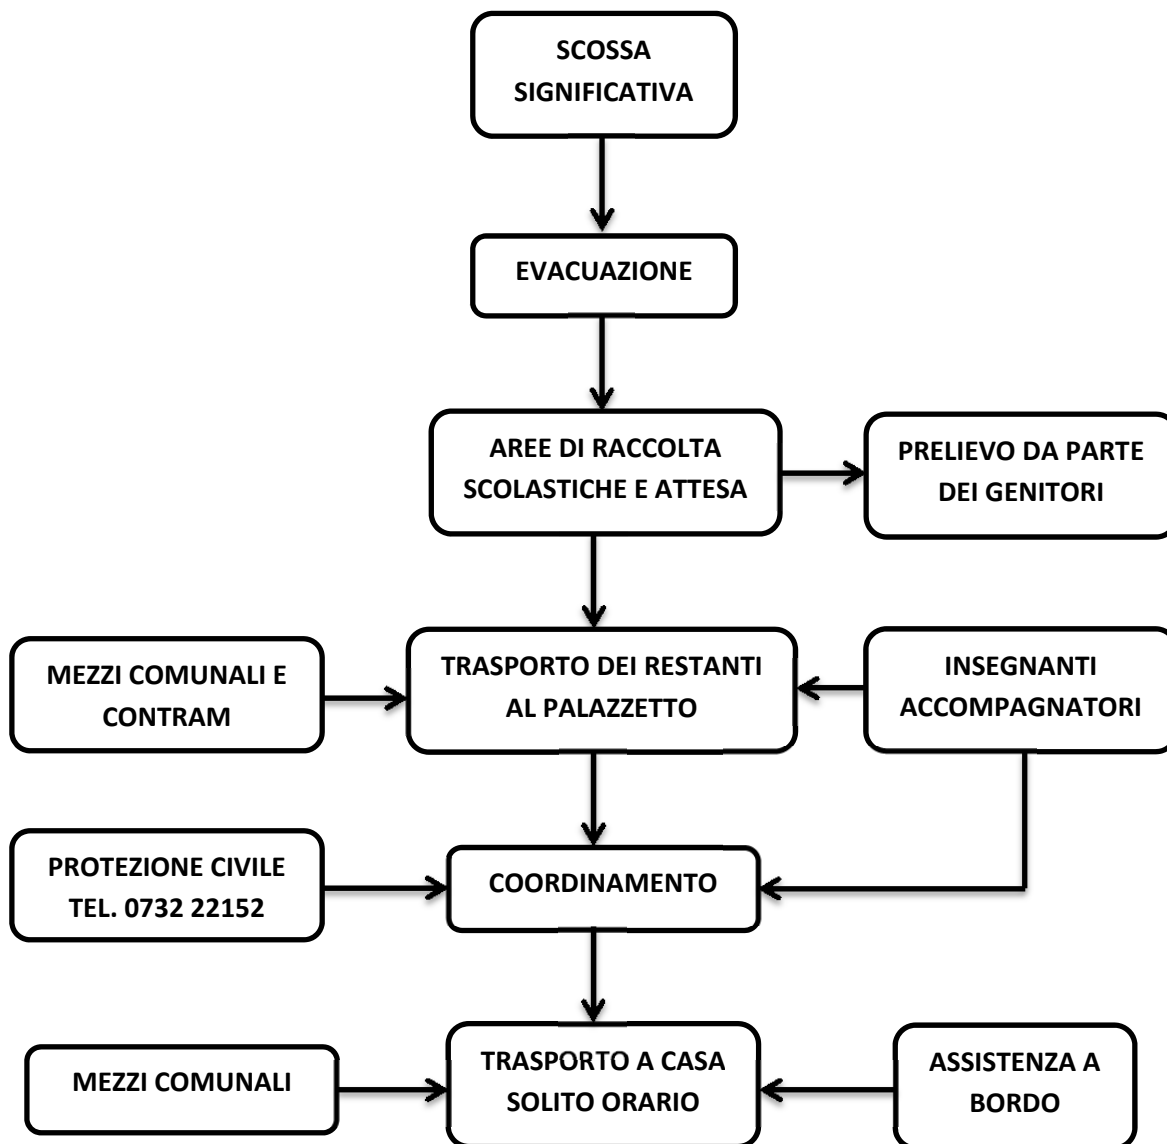 SCOSSA
SIGNIFICATIVA
EVACUAZIONE
AREE DI RACCOLTA
SCOLASTICHE E ATTESA
PRELIEVO DA PARTE
DEI GENITORI
MEZZI COMUNALI E
CONTRAM
TRASPORTO DEI RESTANTI
AL PALAZZETTO
INSEGNANTI
ACCOMPAGNATORI
PROTEZIONE CIVILE
TEL. 0732 22152
COORDINAMENTO
MEZZI COMUNALI
TRASPORTO A CASA
SOLITO ORARIO
ASSISTENZA A
BORDO